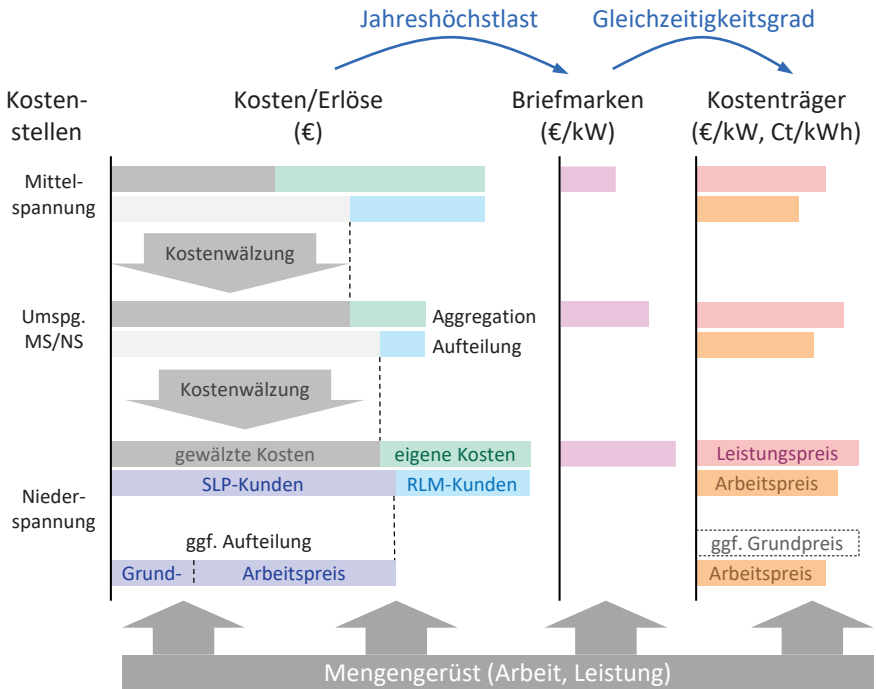 Jahreshöchstlast
Gleichzeitigkeitsgrad
Kosten-
stellen
Kosten/Erlöse
(€)
Briefmarken
(€/kW)
Kostenträger
(€/kW, Ct/kWh)
Mittel-
spannung
Kostenwälzung
Umspg.
MS/NS
Aggregation
Aufteilung
Kostenwälzung
gewälzte Kosten
eigene Kosten
Leistungspreis
Nieder-
spannung
SLP-Kunden
RLM-Kunden
Arbeitspreis
ggf. Aufteilung
ggf. Grundpreis
Grund-
Arbeitspreis
Arbeitspreis
Mengengerüst (Arbeit, Leistung)